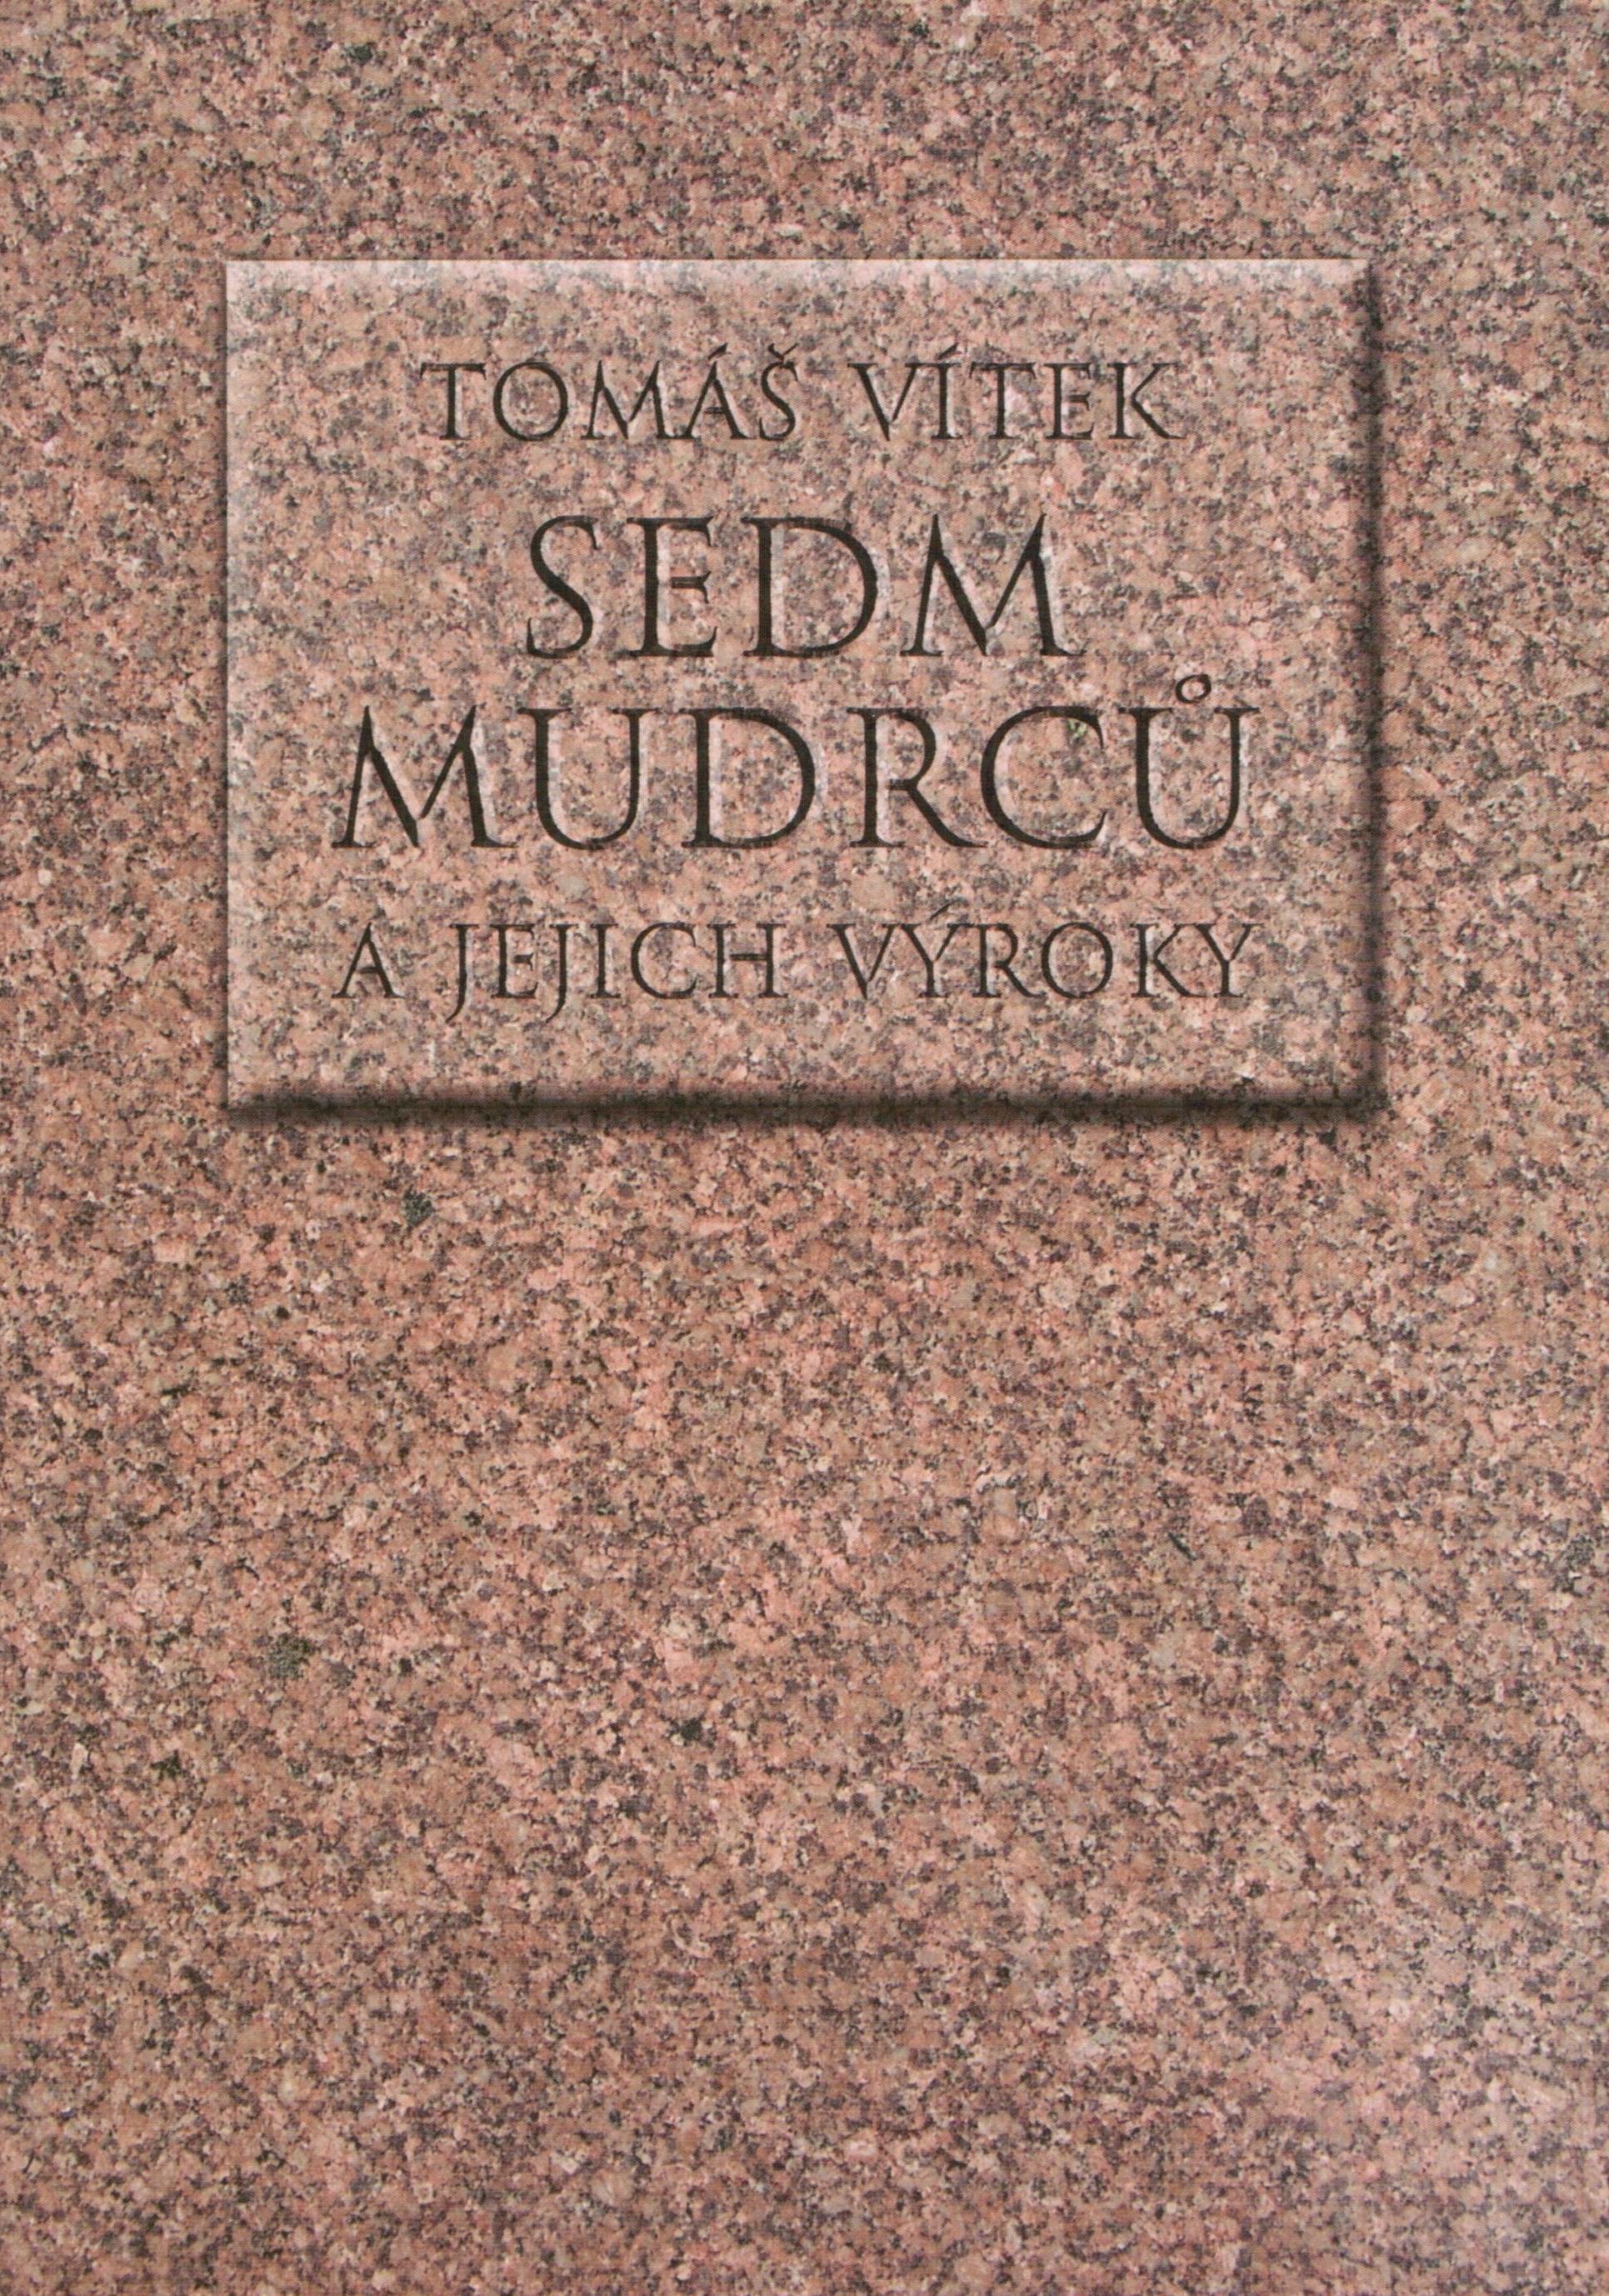 TOMÁŠ VÍTEK
SEDM
MUDRCŮ
A JEJICH VÝROKY